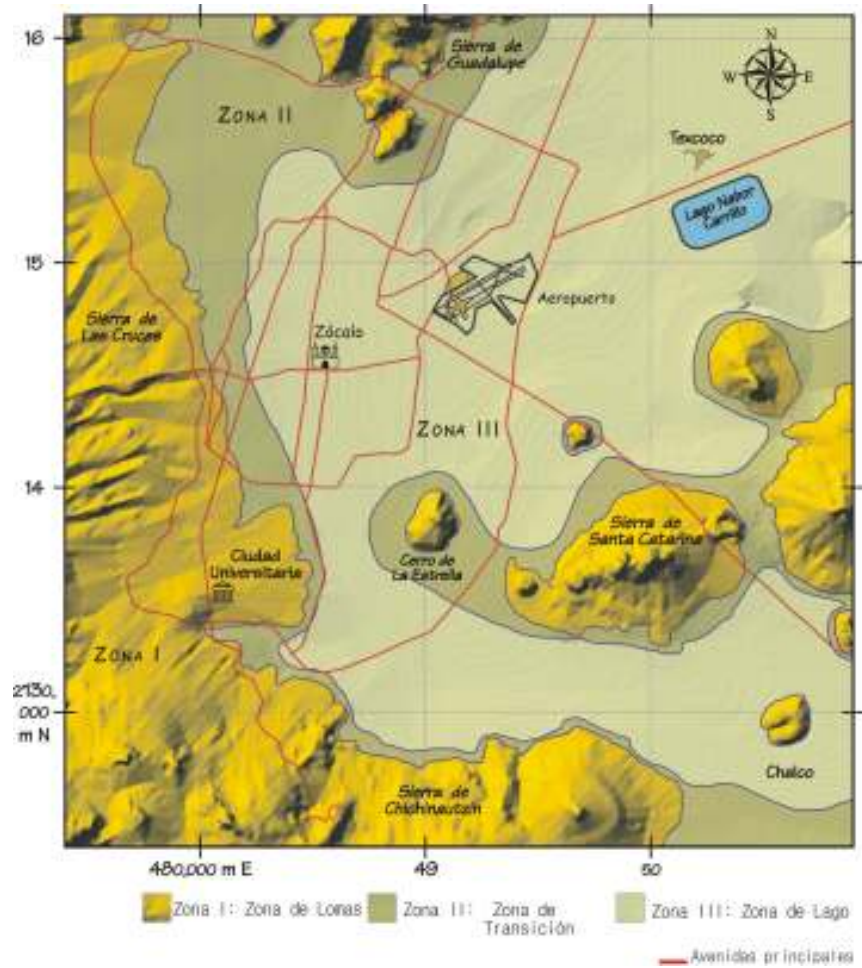 16
15
14
2130,
000
m N
480,000 m E
49
50
N
W
E
S
Sierra de
Guadalupe
ZONA II
Texcoco
Lago Nabor
Carrillo
Aeropuerto
Sierra de
Las Cruces
Zócalo
ZONA III
Sierra de
Santa Catarina
Cerro de
La Estrella
Ciudad
Universitaria
ZONA I
Chalco
Sierra de
Chichinautzin
Zona I: Zona de Lomas
Zona II: Zona de
Transición
Zona III: Zona de Lago
Avenidas principales